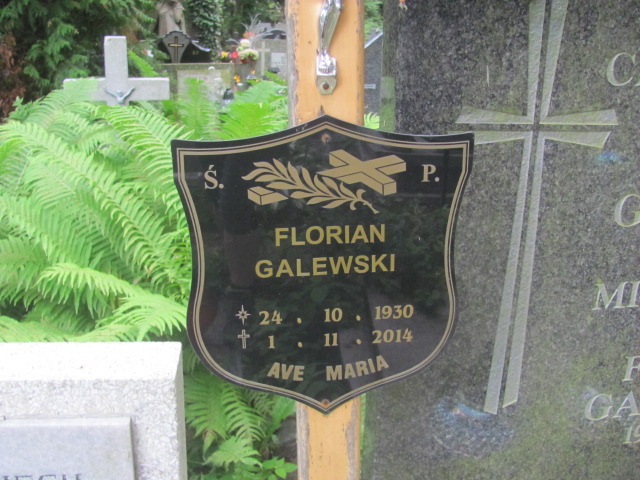 Ś. P.
FLORIAN
GALEWSKI
24 . 10 . 1930
1 . 11 . 2014
AVE MARIA